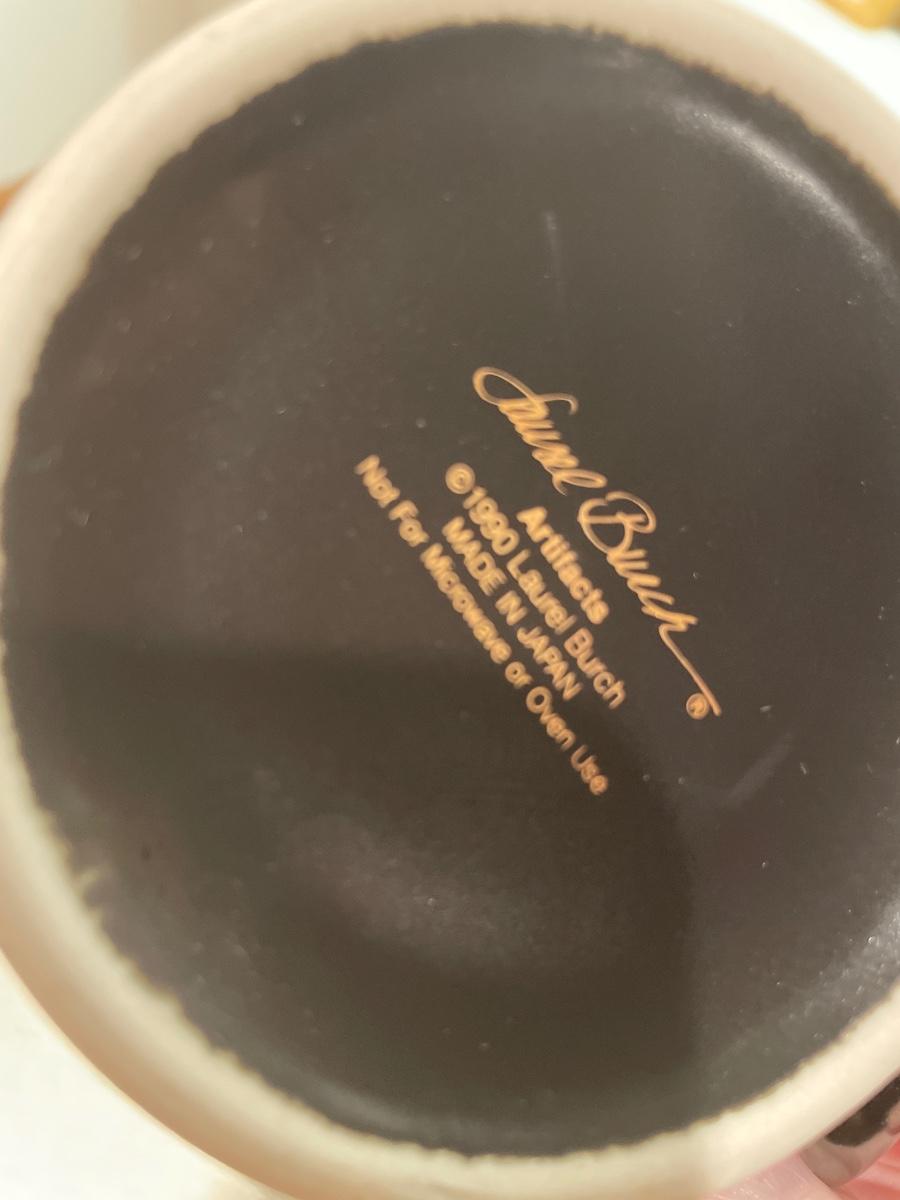 Laurel Burch ®
Artifacts
©1990 Laurel Burch
MADE IN JAPAN
Not For Microwave or Oven Use